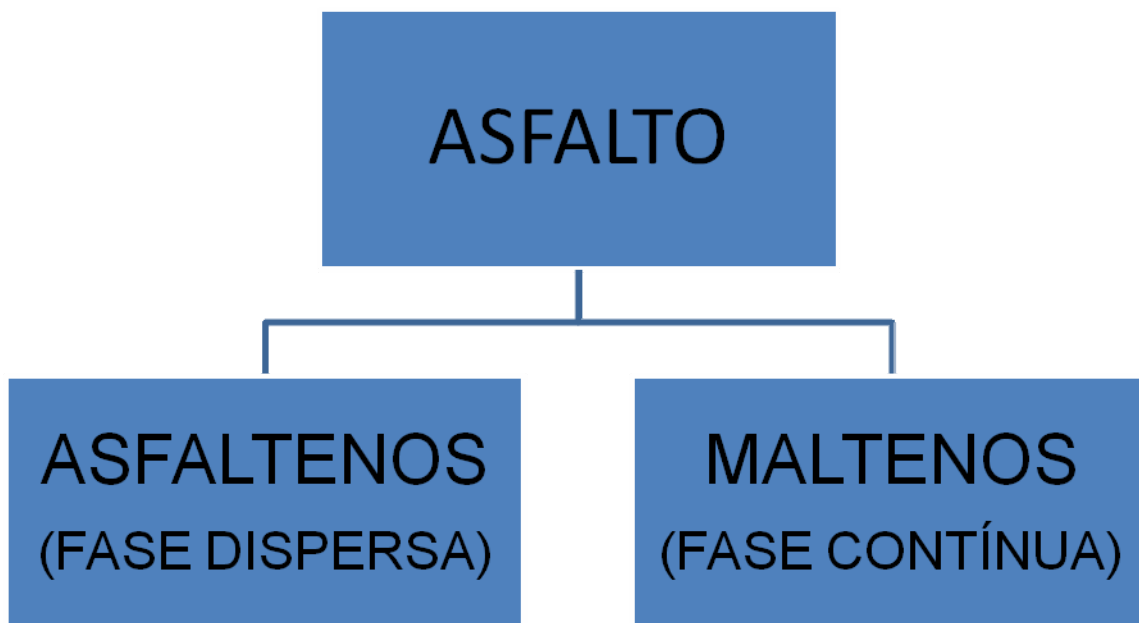 ASFALTO
ASFALTENOS
(FASE DISPERSA)
MALTENOS
(FASE CONTÍNUA)